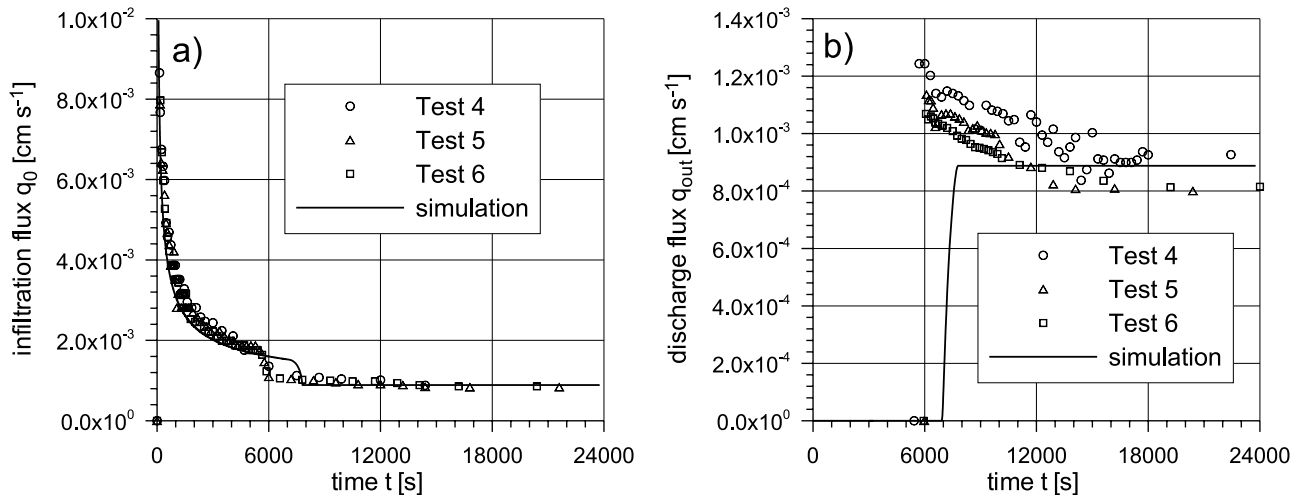 a)
infiltration flux q₀ [cm s⁻¹]
1.0x10⁻²
8.0x10⁻³
6.0x10⁻³
4.0x10⁻³
2.0x10⁻³
0.0x10⁰
Test 4
Test 5
Test 6
simulation
0 6000 12000 18000 24000
time t [s]
b)
discharge flux q_out [cm s⁻¹]
1.4x10⁻³
1.2x10⁻³
1.0x10⁻³
8.0x10⁻⁴
6.0x10⁻⁴
4.0x10⁻⁴
2.0x10⁻⁴
0.0x10⁰
Test 4
Test 5
Test 6
simulation
0 6000 12000 18000 24000
time t [s]